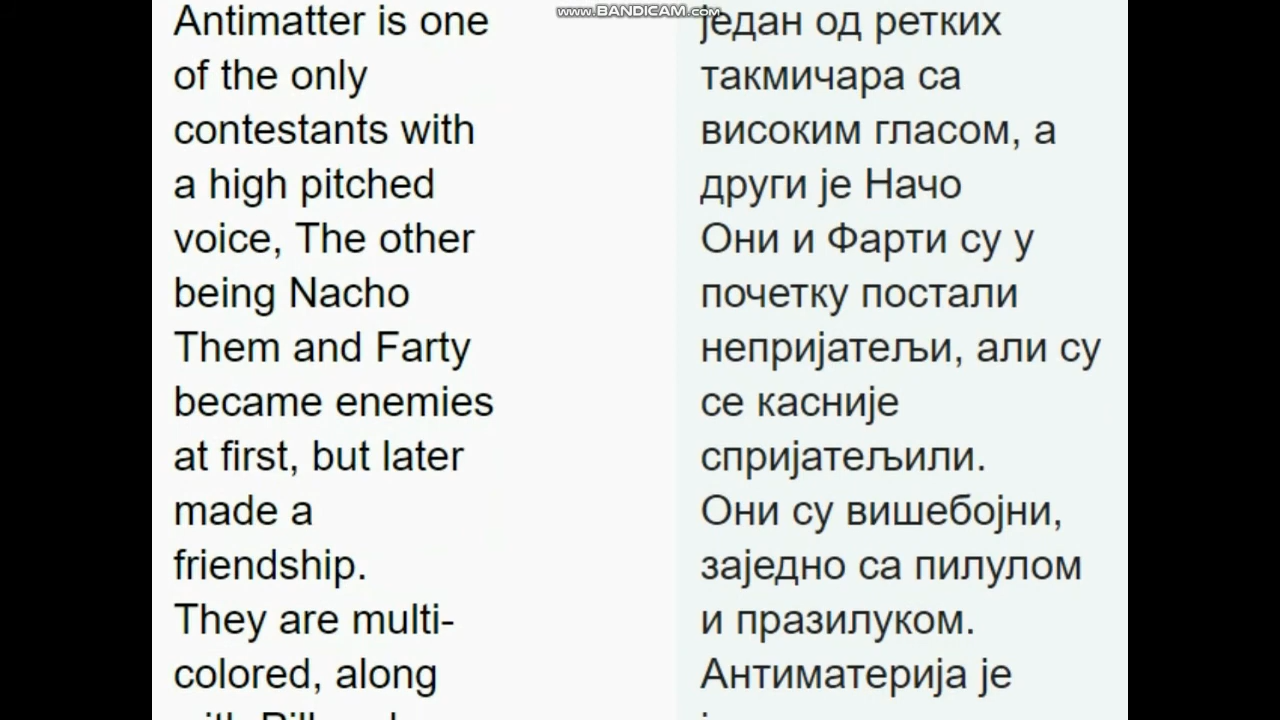 www.BANDICAM.com
Antimatter is one
of the only
contestants with
a high pitched
voice, The other
being Nacho
Them and Farty
became enemies
at first, but later
made a
friendship.
They are multi-
colored, along
један од ретких
такмичара са
високим гласом, а
други је Начо
Они и Фарти су у
почетку постали
непријатељи, али су
се касније
спријатељили.
Они су вишебојни,
заједно са пилулом
и празилуком.
Антиматерија је